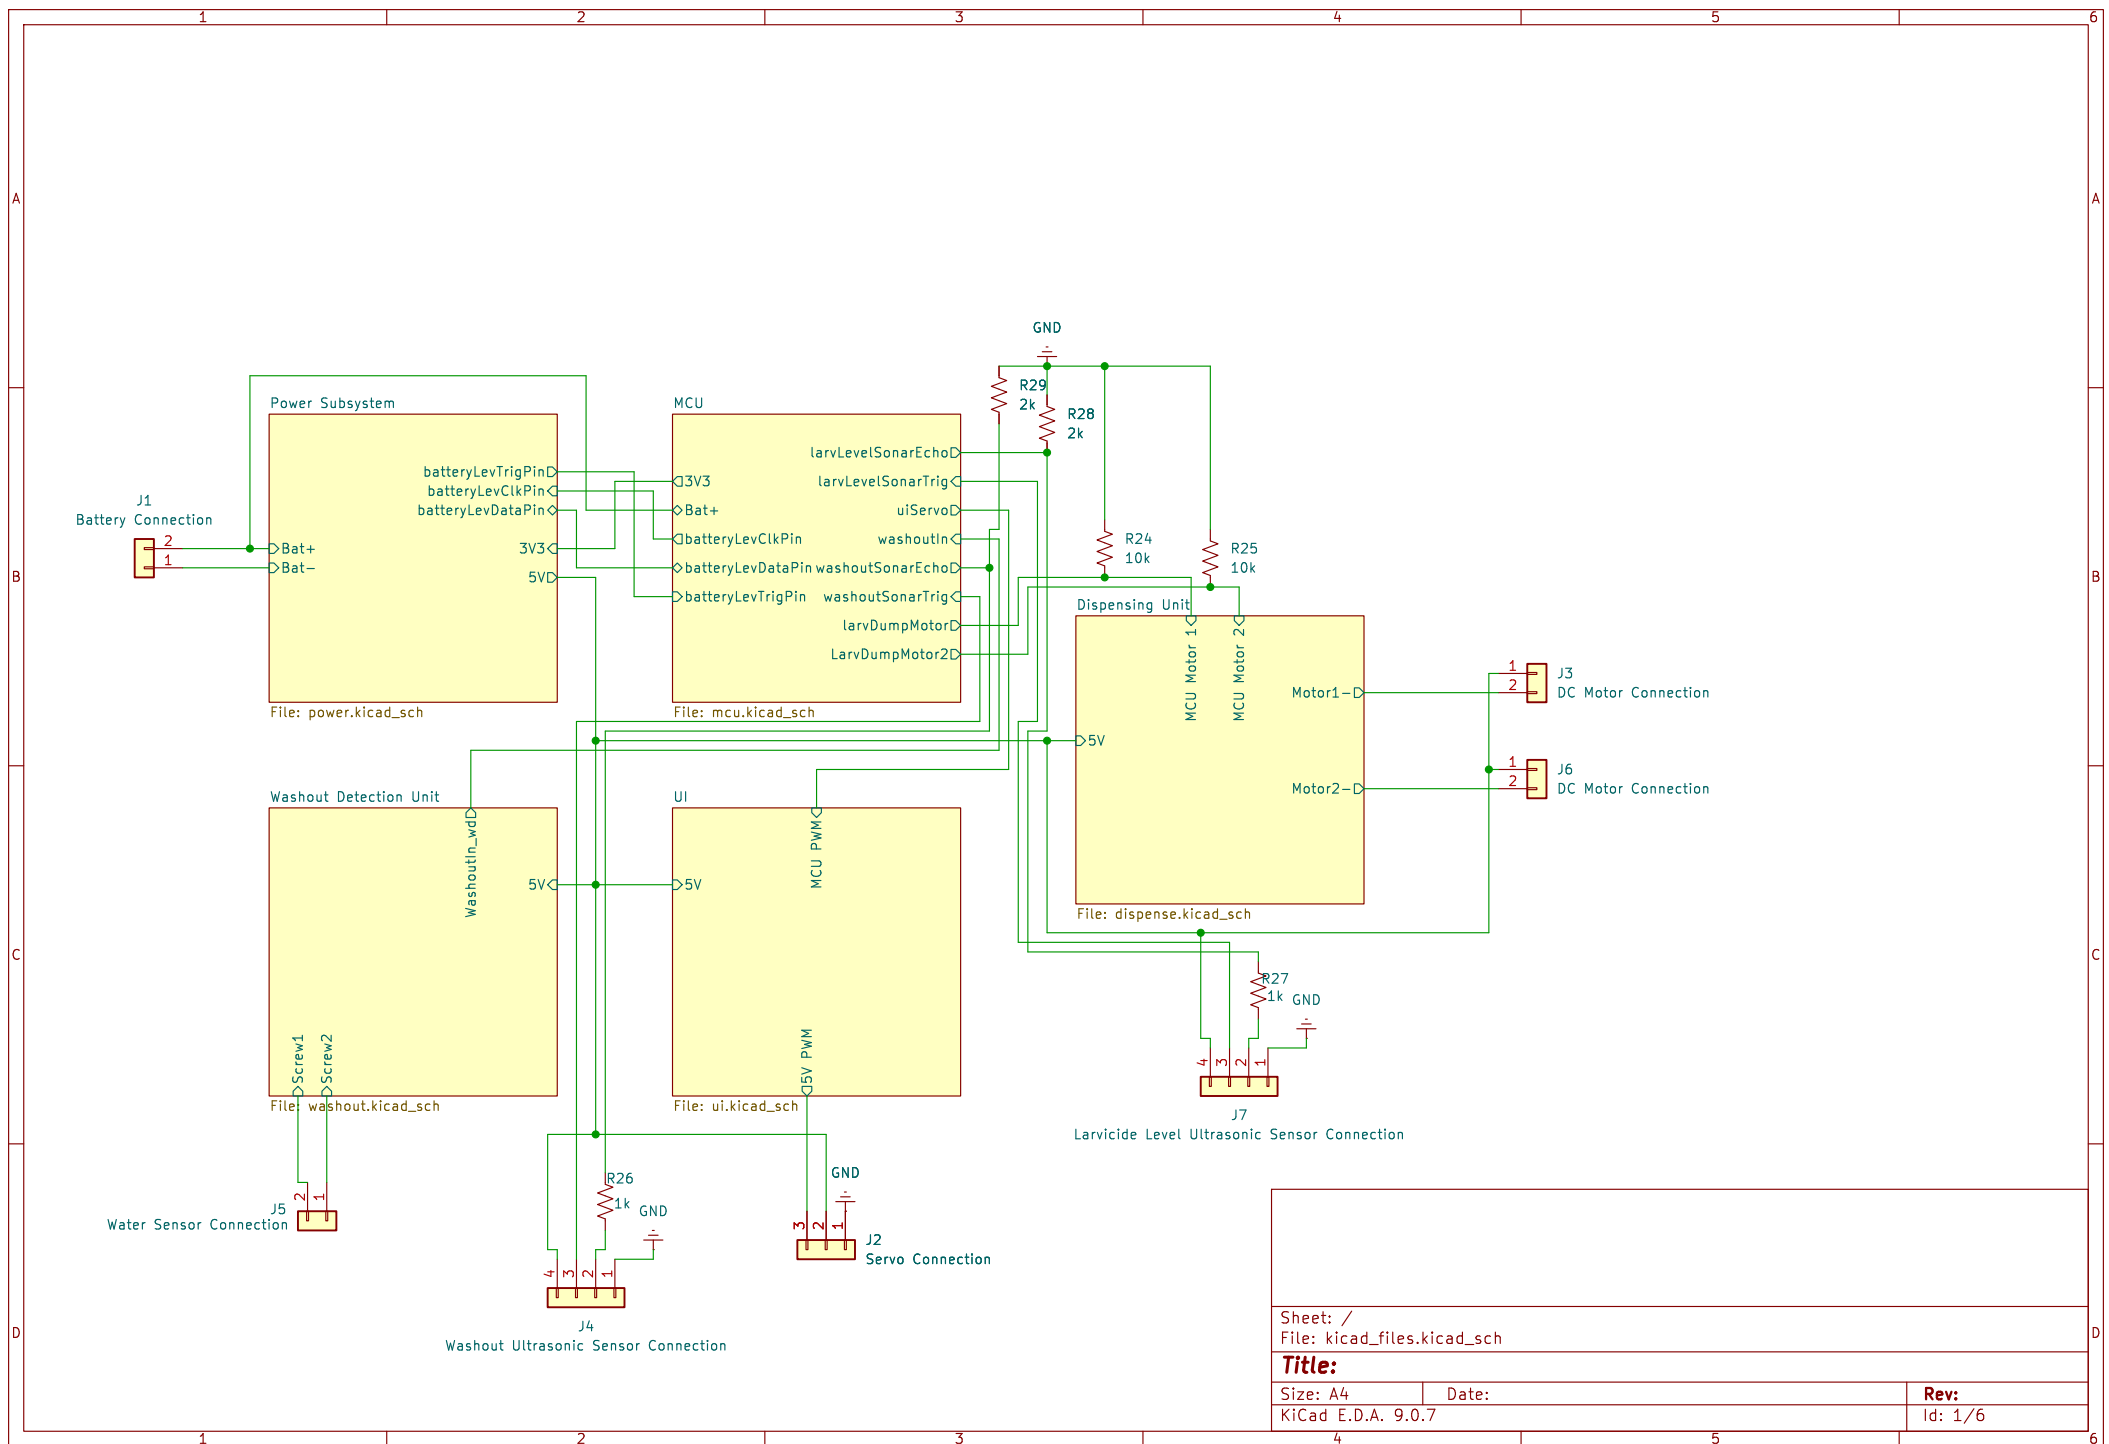 1 2 3 4 5 6
A A
GND
R29
2k
R28
2k
Power Subsystem
MCU
batteryLevTrigPin
batteryLevClkPin
batteryLevDataPin
3V3
5V
Bat+
Bat-
File: power.kicad_sch
J1
Battery Connection
2
1
3V3
Bat+
batteryLevClkPin
batteryLevDataPin
batteryLevTrigPin
larvLevelSonarEcho
larvLevelSonarTrig
uiServo
washoutIn
washoutSonarEcho
washoutSonarTrig
larvDumpMotor
LarvDumpMotor2
File: mcu.kicad_sch
B B
R24
10k
R25
10k
Dispensing Unit
MCU Motor 1
MCU Motor 2
5V
Motor1-
Motor2-
File: dispense.kicad_sch
1
2
J3
DC Motor Connection
1
2
J6
DC Motor Connection
Washout Detection Unit
WashoutIn_wd
5V
Screw1
Screw2
File: washout.kicad_sch
UI
MCU PWM
5V
5V PWM
File: ui.kicad_sch
C C
R27
1k
GND
4 3 2 1
J7
Larvicide Level Ultrasonic Sensor Connection
2 1
J5
Water Sensor Connection
R26
1k
GND
4 3 2 1
J4
Washout Ultrasonic Sensor Connection
GND
3 2 1
J2
Servo Connection
D D
Sheet: /
File: kicad_files.kicad_sch
Title:
Size: A4 Date: Rev:
KiCad E.D.A. 9.0.7 Id: 1/6
1 2 3 4 5 6